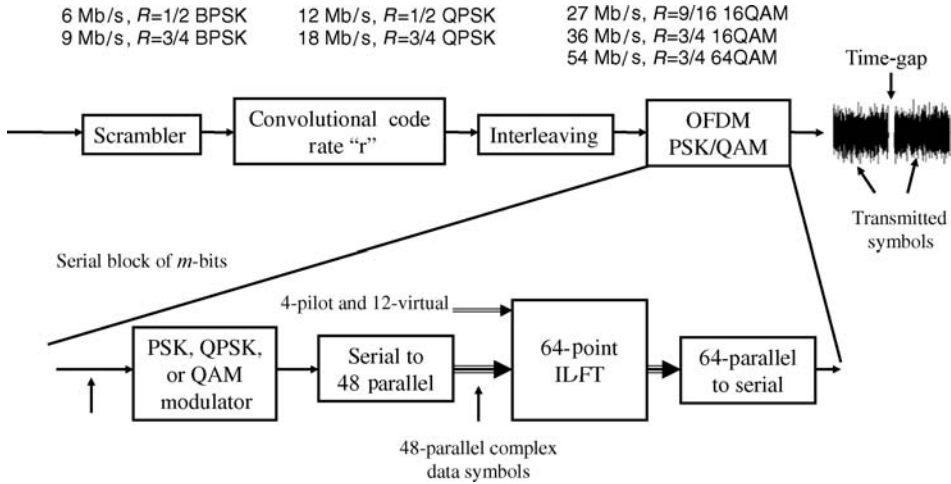 6 Mb/s, R=1/2 BPSK
9 Mb/s, R=3/4 BPSK
12 Mb/s, R=1/2 QPSK
18 Mb/s, R=3/4 QPSK
27 Mb/s, R=9/16 16QAM
36 Mb/s, R=3/4 16QAM
54 Mb/s, R=3/4 64QAM
Time-gap
Scrambler
Convolutional code
rate “r”
Interleaving
OFDM
PSK/QAM
Transmitted
symbols
Serial block of m-bits
4-pilot and 12-virtual
PSK, QPSK,
or QAM
modulator
Serial to
48 parallel
64-point
64-parallel
to serial
48-parallel complex
data symbols